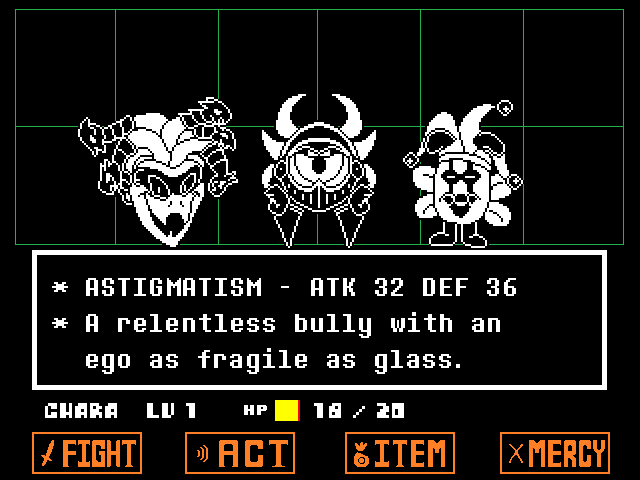 * ASTIGMATISM - ATK 32 DEF 36
* A relentless bully with an
ego as fragile as glass.
CHARA LV 1 HP 18 / 20
FIGHT ACT ITEM MERCY